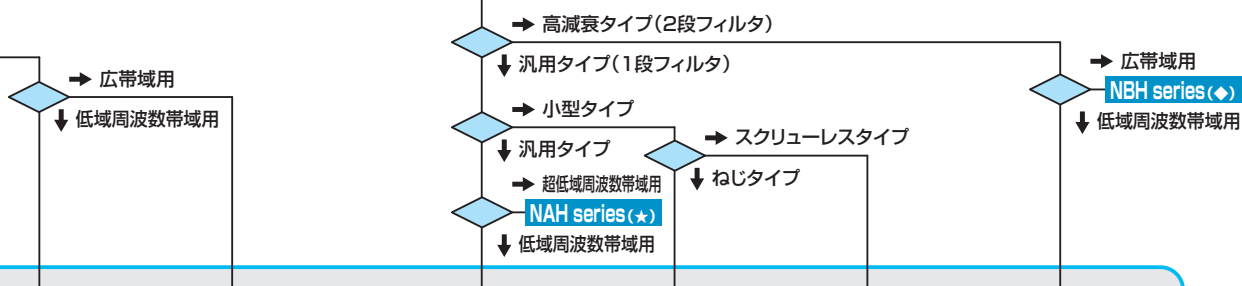 ➡ 高減衰タイプ(2段フィルタ)
⬇ 汎用タイプ(1段フィルタ)
➡ 広帯域用
⬇ 低域周波数帯域用
➡ 小型タイプ
⬇ 汎用タイプ
➡ スクリューレスタイプ
⬇ ねじタイプ
➡ 超低域周波数帯域用
NAH series(★)
⬇ 低域周波数帯域用
➡ 広帯域用
NBH series(◆)
⬇ 低域周波数帯域用